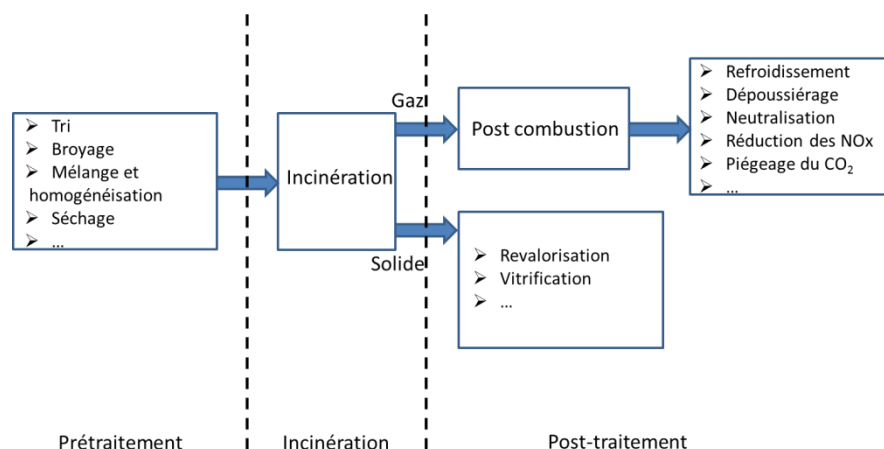 ➢ Tri
➢ Broyage
➢ Mélange et
homogénéisation
➢ Séchage
➢ ...
Incinération
Gaz
Solide
Post combustion
➢ Refroidissement
➢ Dépoussiérage
➢ Neutralisation
➢ Réduction des NOx
➢ Piégeage du CO₂
➢ ...
➢ Revalorisation
➢ Vitrification
➢ ...
Prétraitement
Incinération
Post-traitement